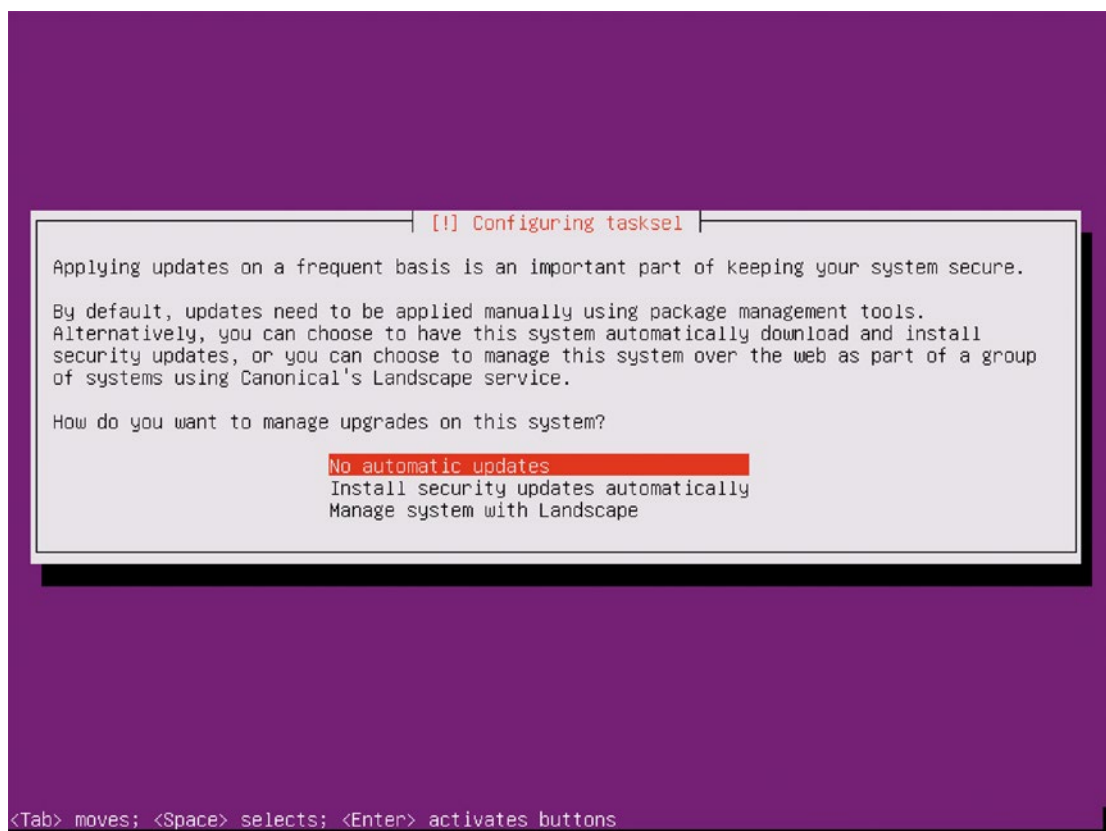 [!] Configuring tasksel
Applying updates on a frequent basis is an important part of keeping your system secure.
By default, updates need to be applied manually using package management tools.
Alternatively, you can choose to have this system automatically download and install
security updates, or you can choose to manage this system over the web as part of a group
of systems using Canonical's Landscape service.
How do you want to manage upgrades on this system?
No automatic updates
Install security updates automatically
Manage system with Landscape
<Tab> moves; <Space> selects; <Enter> activates buttons